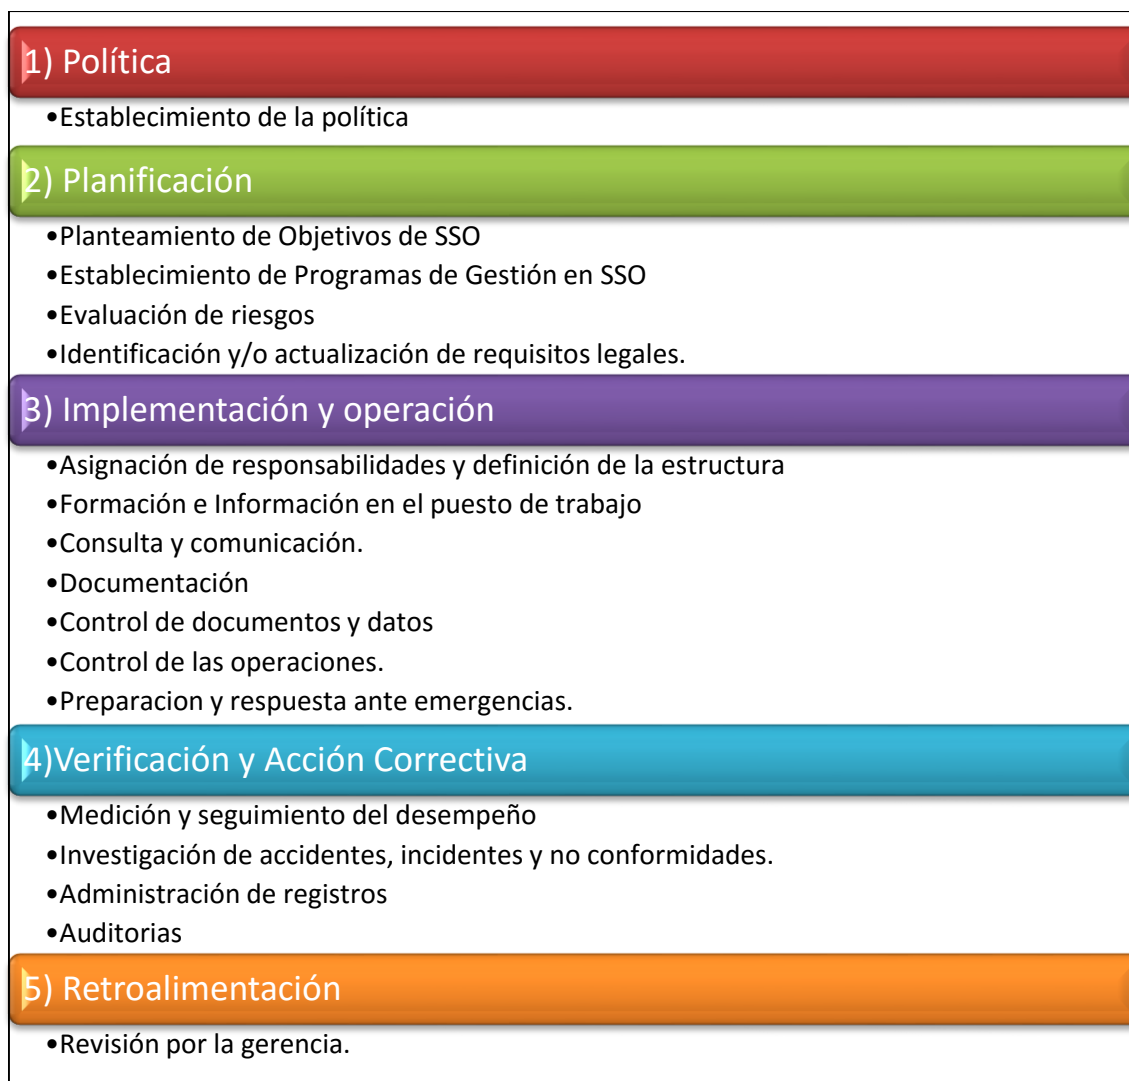 1) Política
•Establecimiento de la política
2) Planificación
•Planteamiento de Objetivos de SSO
•Establecimiento de Programas de Gestión en SSO
•Evaluación de riesgos
•Identificación y/o actualización de requisitos legales.
3) Implementación y operación
•Asignación de responsabilidades y definición de la estructura
•Formación e Información en el puesto de trabajo
•Consulta y comunicación.
•Documentación
•Control de documentos y datos
•Control de las operaciones.
•Preparacion y respuesta ante emergencias.
4)Verificación y Acción Correctiva
•Medición y seguimiento del desempeño
•Investigación de accidentes, incidentes y no conformidades.
•Administración de registros
•Auditorias
5) Retroalimentación
•Revisión por la gerencia.